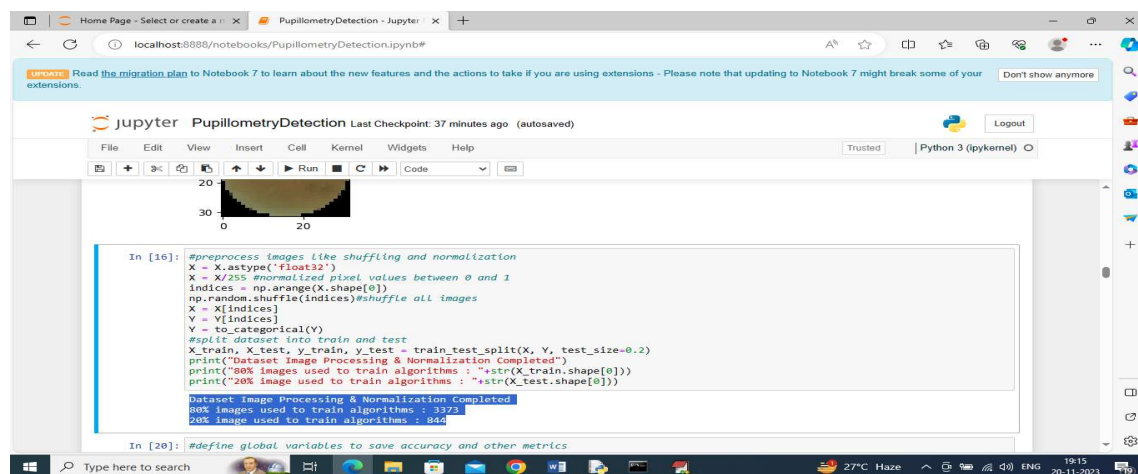 Home Page - Select or create a n
PupillometryDetection - Jupyter
localhost:8888/notebooks/PupillometryDetection.ipynb#
UPDATE Read the migration plan to Notebook 7 to learn about the new features and the actions to take if you are using extensions - Please note that updating to Notebook 7 might break some of your
extensions.
Don't show anymore
jupyter PupillometryDetection Last Checkpoint: 37 minutes ago (autosaved)
Logout
File Edit View Insert Cell Kernel Widgets Help
Trusted
Python 3 (ipykernel)
Run
Code
20
30
0 20
In [16]: #preprocess images like shuffling and normalization
X = X.astype('float32')
X = X/255 #normalized pixel values between 0 and 1
indices = np.arange(X.shape[0])
np.random.shuffle(indices)#shuffle all images
X = X[indices]
Y = Y[indices]
Y = to_categorical(Y)
#split dataset into train and test
X_train, X_test, y_train, y_test = train_test_split(X, Y, test_size=0.2)
print("Dataset Image Processing & Normalization Completed")
print("80% images used to train algorithms : "+str(X_train.shape[0]))
print("20% image used to train algorithms : "+str(X_test.shape[0]))
Dataset Image Processing & Normalization Completed
80% images used to train algorithms : 3373
20% image used to train algorithms : 844
In [20]: #define global variables to save accuracy and other metrics
Type here to search
27°C Haze
ENG
19:15
20-11-2023